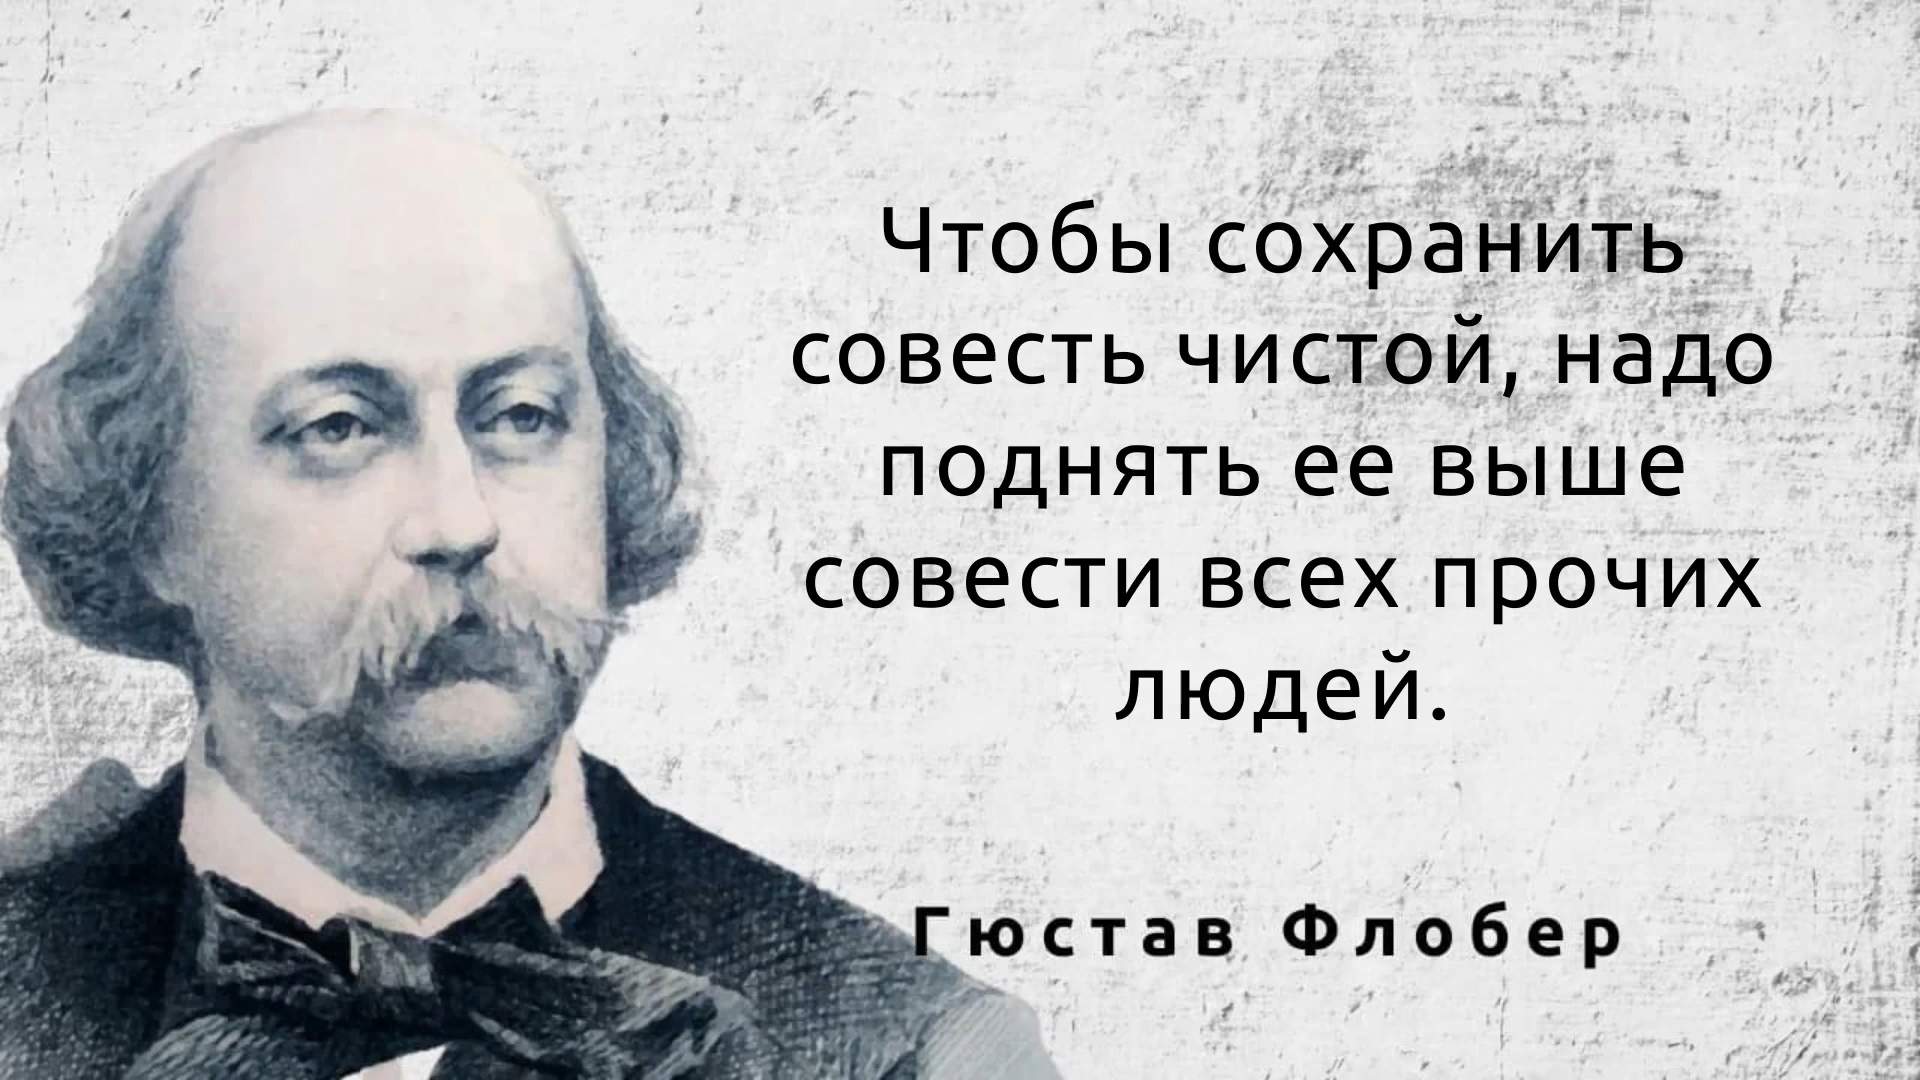 Чтобы сохранить
совесть чистой, надо
поднять ее выше
совести всех прочих
людей.
Гюстав Флобер